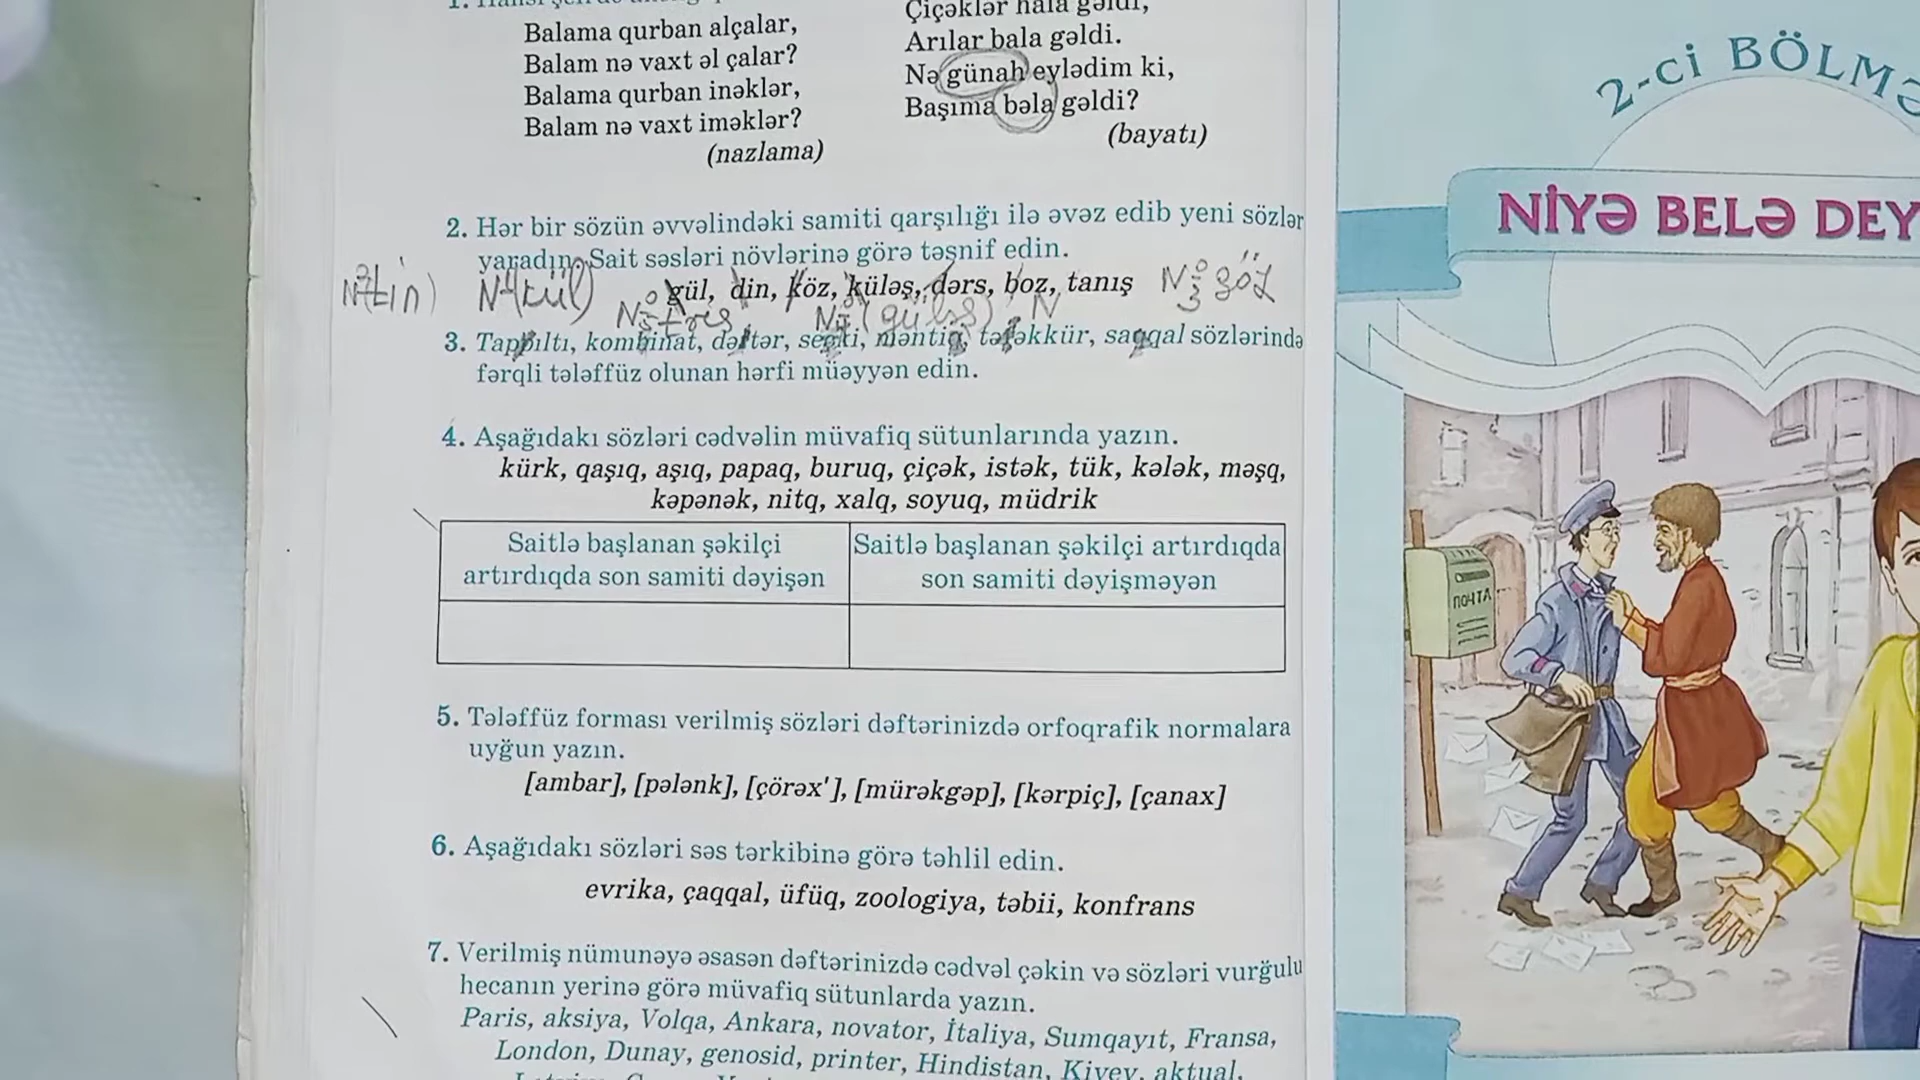 Balama qurban alçalar,
Balam nə vaxt əl çalar?
Balama qurban inəklər,
Balam nə vaxt iməklər?
(nazlama)
Çiçəklər hala gəldi,
Arılar bala gəldi.
Nə günah eylədim ki,
Başıma bəla gəldi?
(bayatı)
2. Hər bir sözün əvvəlindəki samiti qarşılığı ilə əvəz edib yeni sözlər
yaradın. Sait səsləri növlərinə görə təsnif edin.
gül, din, köz, küləş, dərs, boz, tanış
3. Tappıltı, kombinat, dəftər, səqki, məntiq, təfəkkür, saqqal sözlərində
fərqli tələffüz olunan hərfi müəyyən edin.
4. Aşağıdakı sözləri cədvəlin müvafiq sütunlarında yazın.
kürk, qaşıq, aşıq, papaq, buruq, çiçək, istək, tük, kələk, məşq,
kəpənək, nitq, xalq, soyuq, müdrik
Saitlə başlanan şəkilçi
artırdıqda son samiti dəyişən
Saitlə başlanan şəkilçi artırdıqda
son samiti dəyişməyən
5. Tələffüz forması verilmiş sözləri dəftərinizdə orfoqrafik normalara
uyğun yazın.
[ambar], [pələnk], [çörəx'], [mürəkgəp], [kərpiç], [çanax]
6. Aşağıdakı sözləri səs tərkibinə görə təhlil edin.
evrika, çaqqal, üfüq, zoologiya, təbii, konfrans
7. Verilmiş nümunəyə əsasən dəftərinizdə cədvəl çəkin və sözləri vurğulu
hecanın yerinə görə müvafiq sütunlarda yazın.
Paris, aksiya, Volqa, Ankara, novator, İtaliya, Sumqayıt, Fransa,
London, Dunay, genosid, printer, Hindistan, Kiyev, aktual,
2-Cİ BÖLMƏ
NİYƏ BELƏ DEY
ПОЧТА